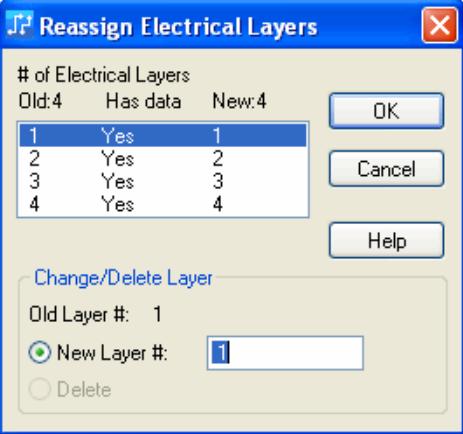 Reassign Electrical Layers
# of Electrical Layers
Old:4 Has data New:4
1 Yes 1
2 Yes 2
3 Yes 3
4 Yes 4
OK
Cancel
Help
Change/Delete Layer
Old Layer #: 1
New Layer #: 1
Delete